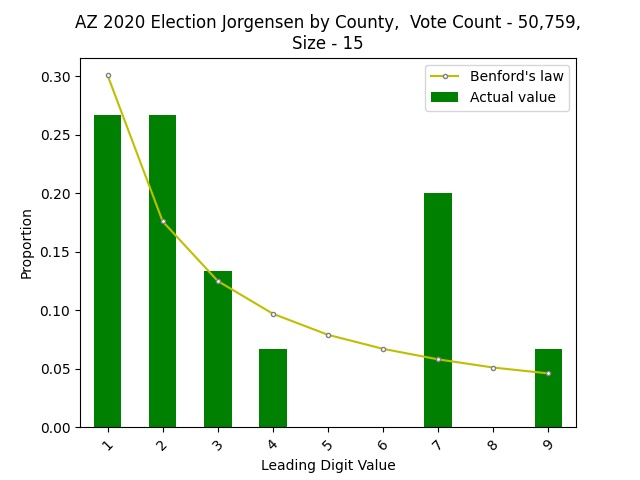 AZ 2020 Election Jorgensen by County,  Vote Count - 50,759,
Size - 15
Benford's law
Actual value
Proportion
0.30
0.25
0.20
0.15
0.10
0.05
0.00
1 2 3 4 5 6 7 8 9
Leading Digit Value